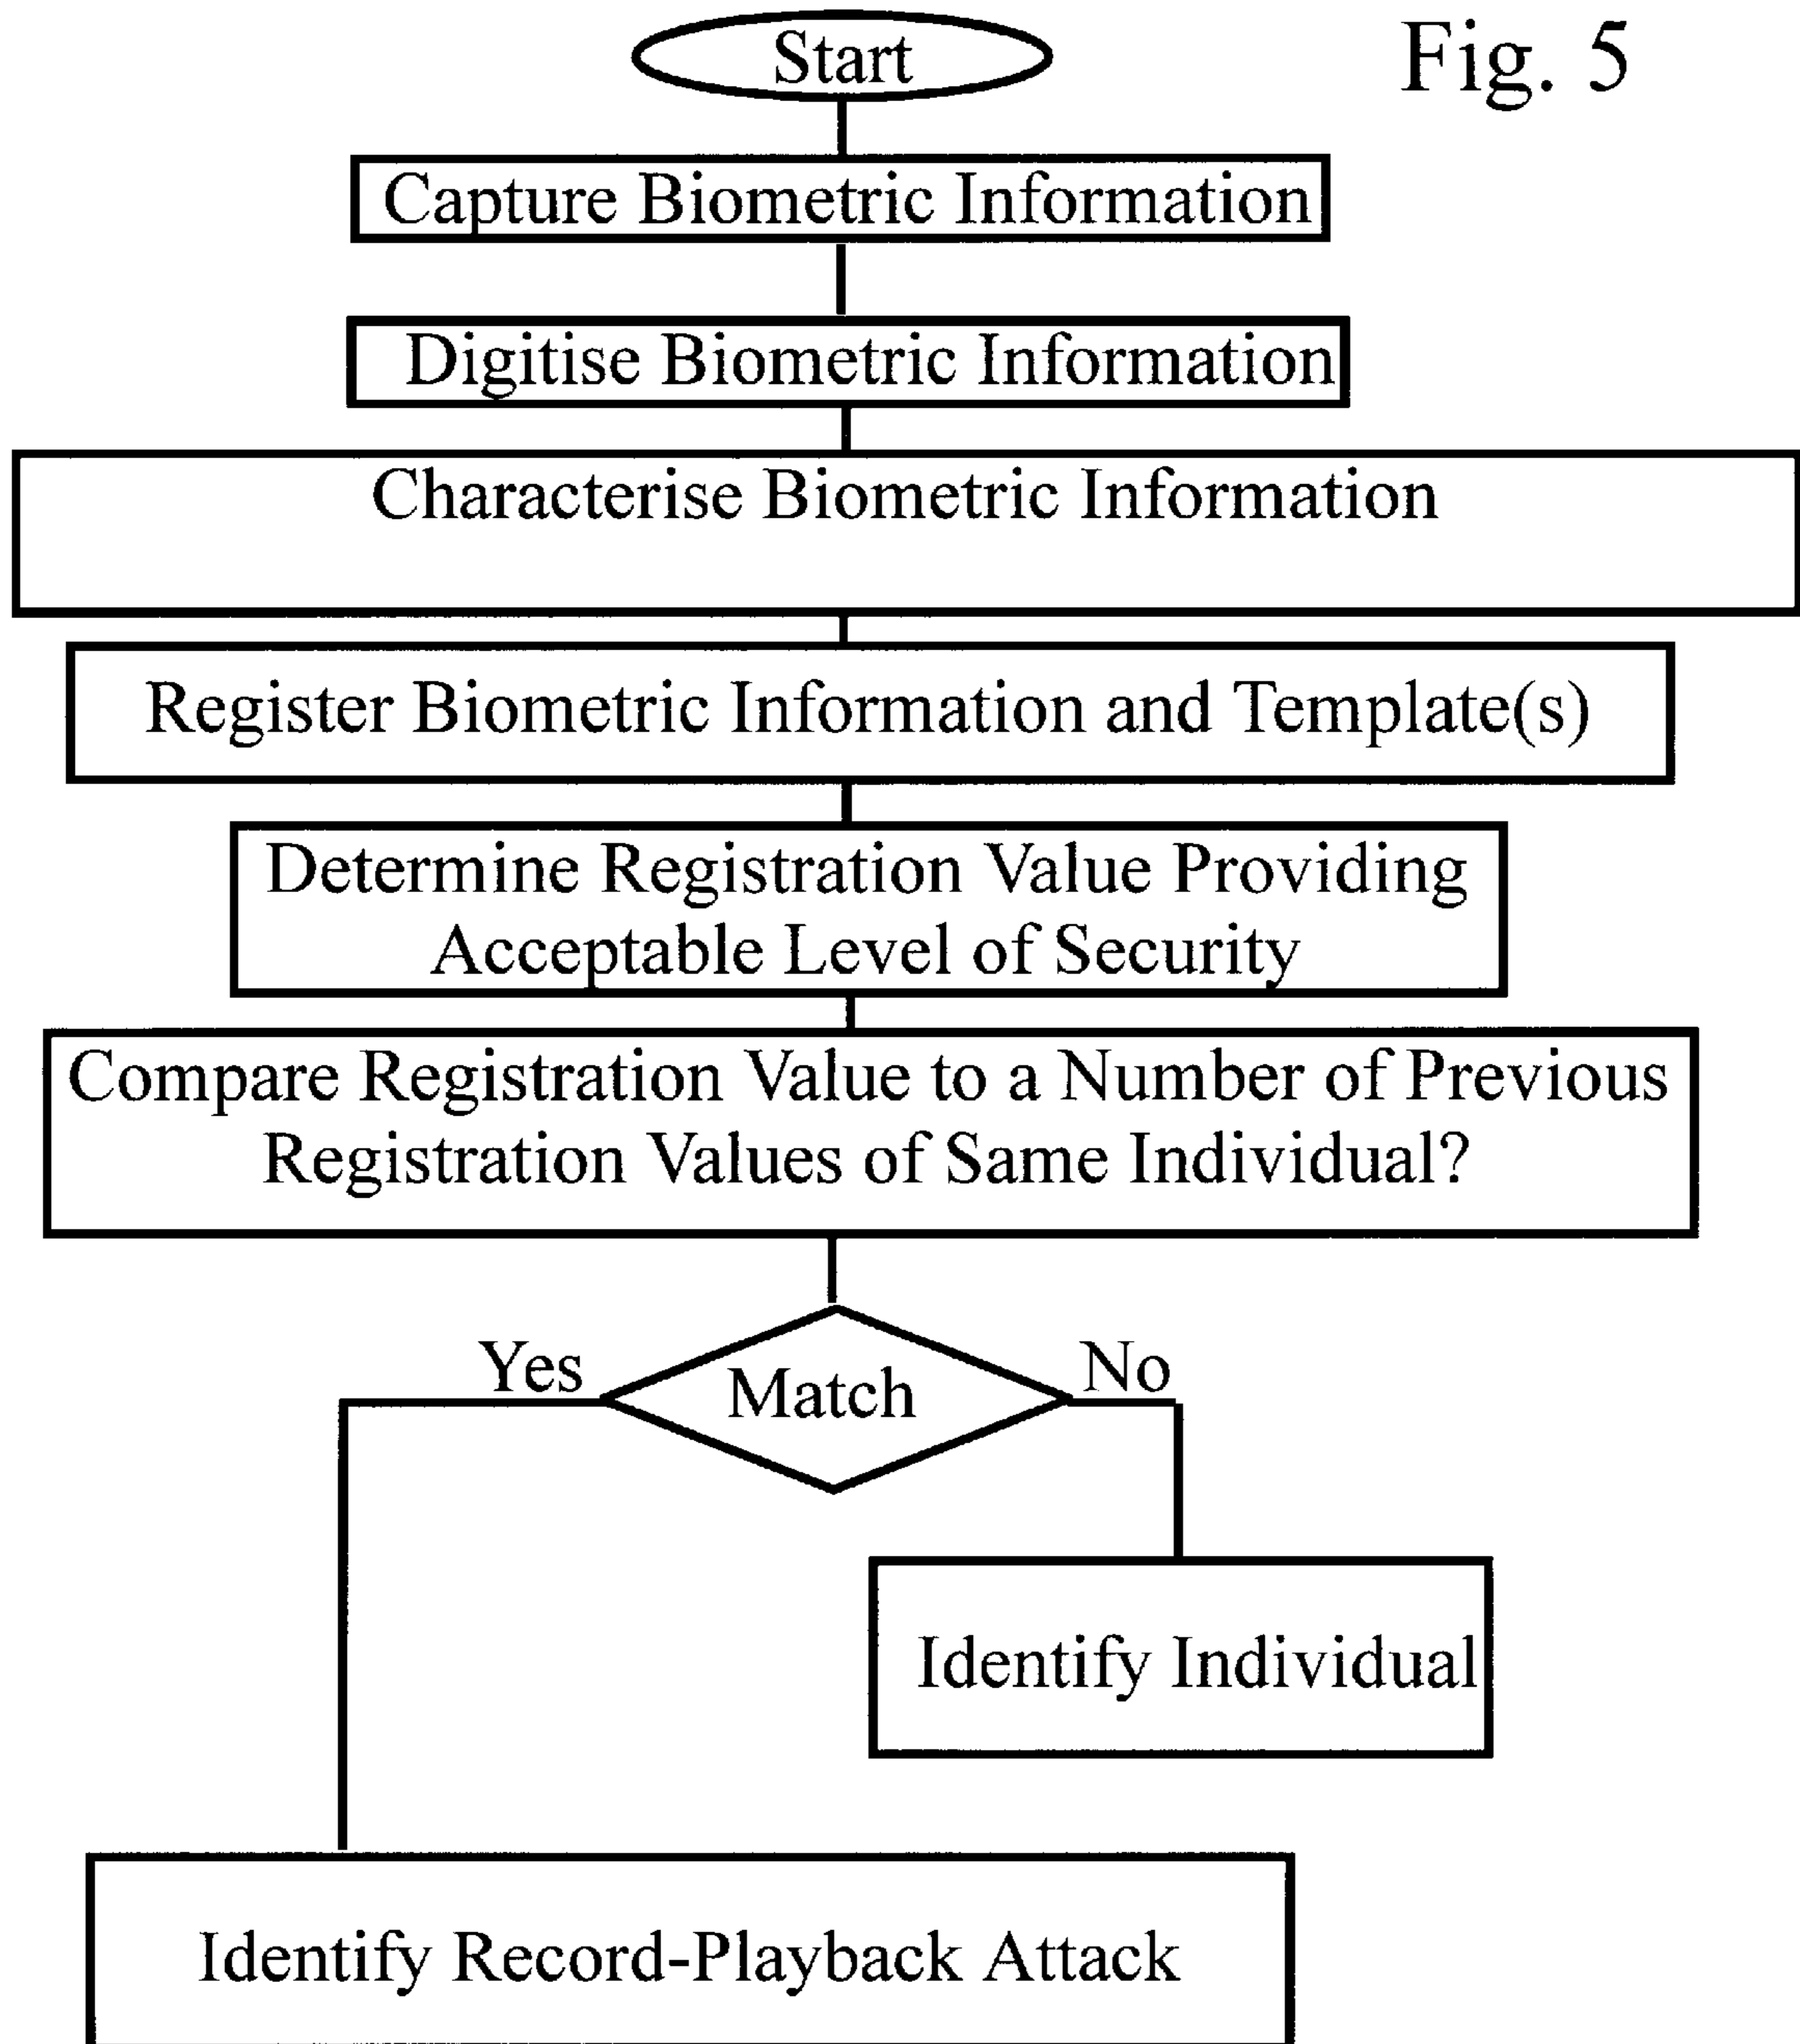 Start
Fig. 5
Capture Biometric Information
Digitise Biometric Information
Characterise Biometric Information
Register Biometric Information and Template(s)
Determine Registration Value Providing
Acceptable Level of Security
Compare Registration Value to a Number of Previous
Registration Values of Same Individual?
Yes
Match
No
Identify Individual
Identify Record-Playback Attack